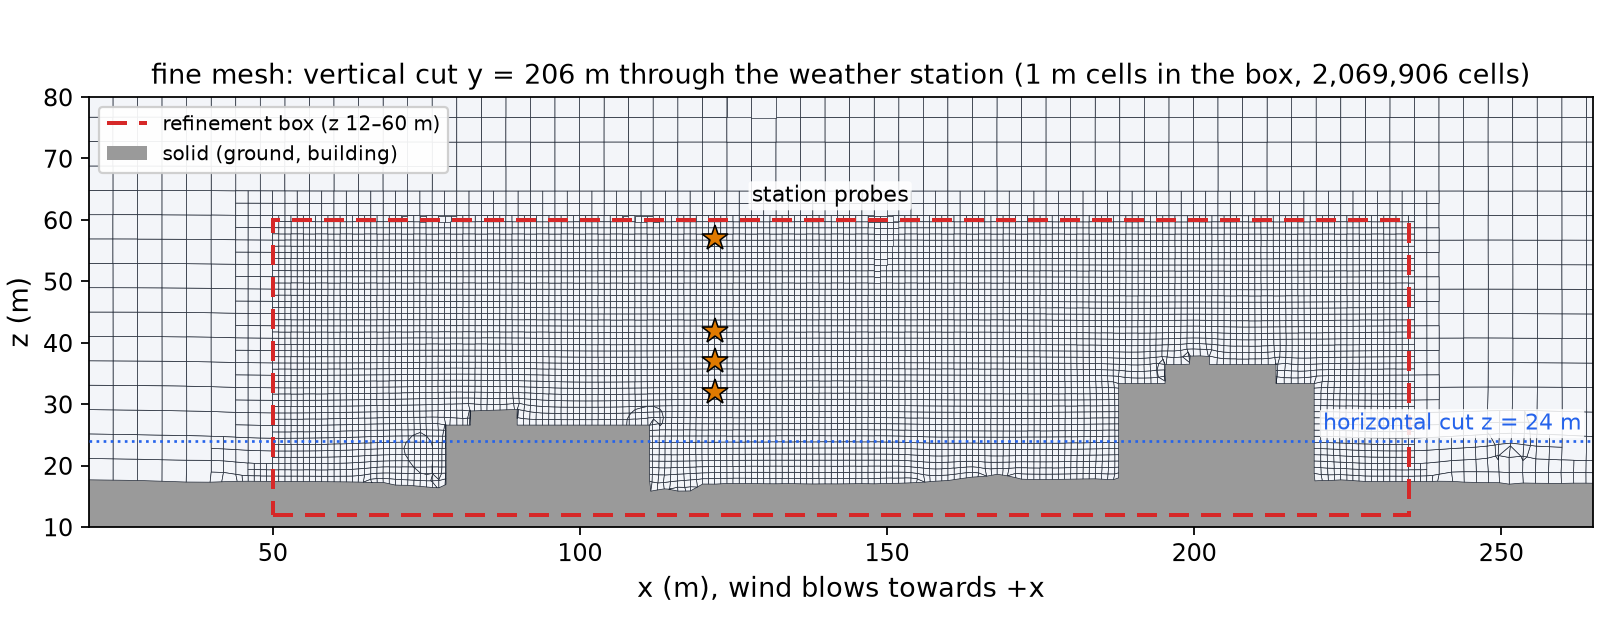 fine mesh: vertical cut y = 206 m through the weather station (1 m cells in the box, 2,069,906 cells)
refinement box (z 12–60 m)
solid (ground, building)
station probes
horizontal cut z = 24 m
z (m)
80
70
60
50
40
30
20
10
50 100 150 200 250
x (m), wind blows towards +x